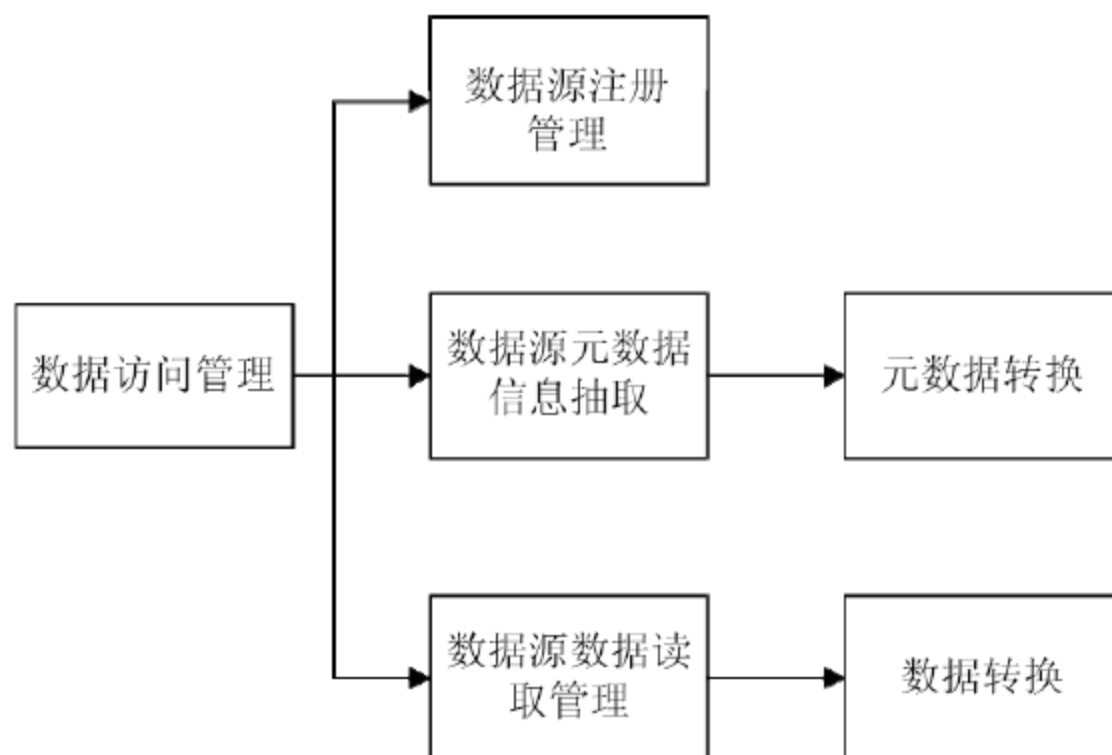 数据源注册
管理
数据访问管理
数据源元数据
信息抽取
元数据转换
数据源数据读
取管理
数据转换